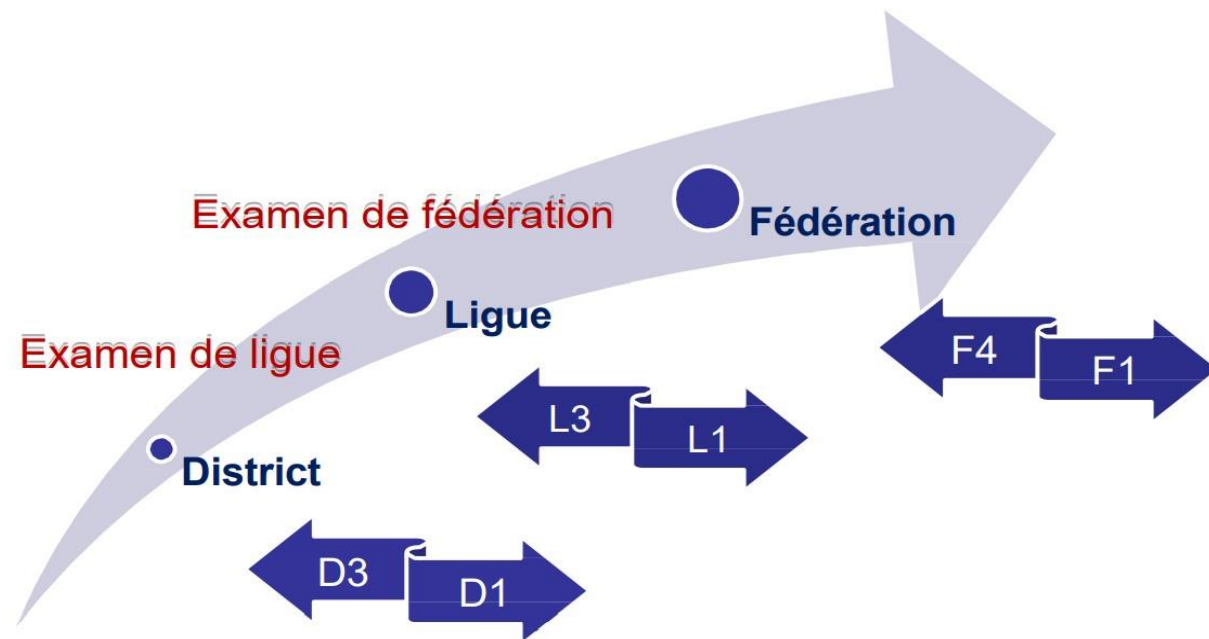 Examen de fédération
Fédération
Ligue
Examen de ligue
District
F4
F1
L3
L1
D3
D1